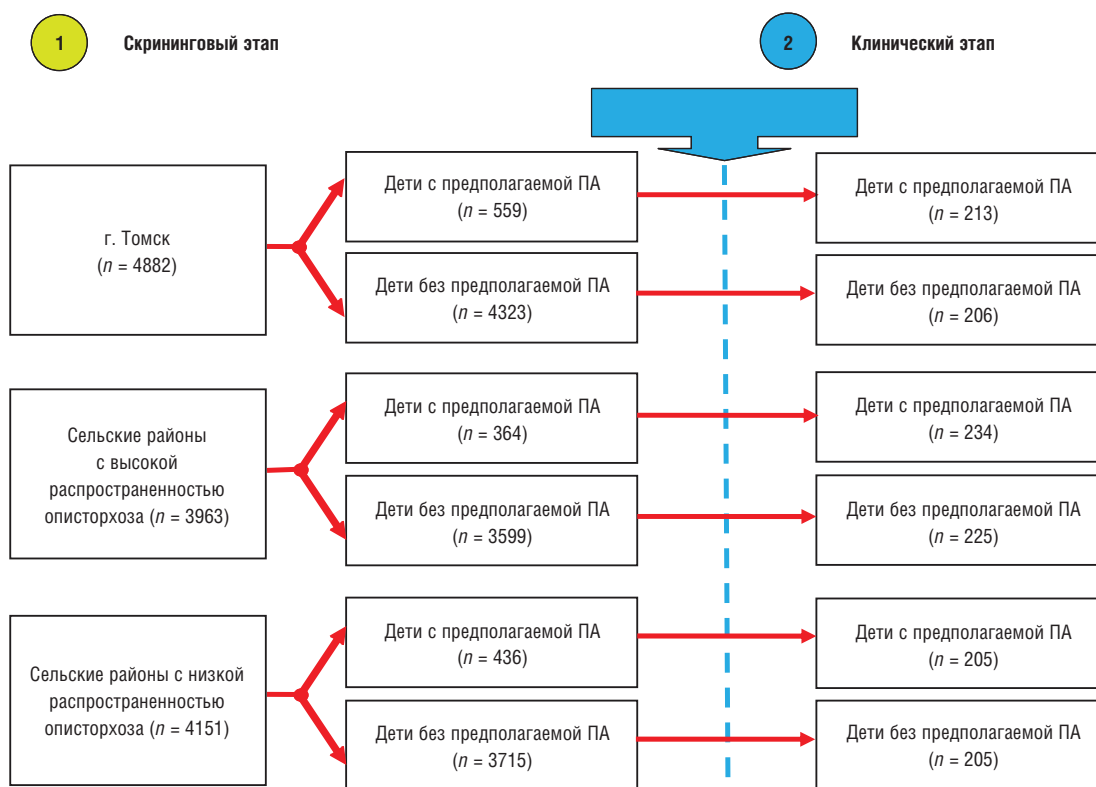 1
Скрининговый этап
2
Клинический этап
г. Томск
(n = 4882)
Дети с предполагаемой ПА
(n = 559)
Дети с предполагаемой ПА
(n = 213)
Дети без предполагаемой ПА
(n = 4323)
Дети без предполагаемой ПА
(n = 206)
Сельские районы
с высокой
распространенностью
описторхоза (n = 3963)
Дети с предполагаемой ПА
(n = 364)
Дети с предполагаемой ПА
(n = 234)
Дети без предполагаемой ПА
(n = 3599)
Дети без предполагаемой ПА
(n = 225)
Сельские районы с низкой
распространенностью
описторхоза (n = 4151)
Дети с предполагаемой ПА
(n = 436)
Дети с предполагаемой ПА
(n = 205)
Дети без предполагаемой ПА
(n = 3715)
Дети без предполагаемой ПА
(n = 205)